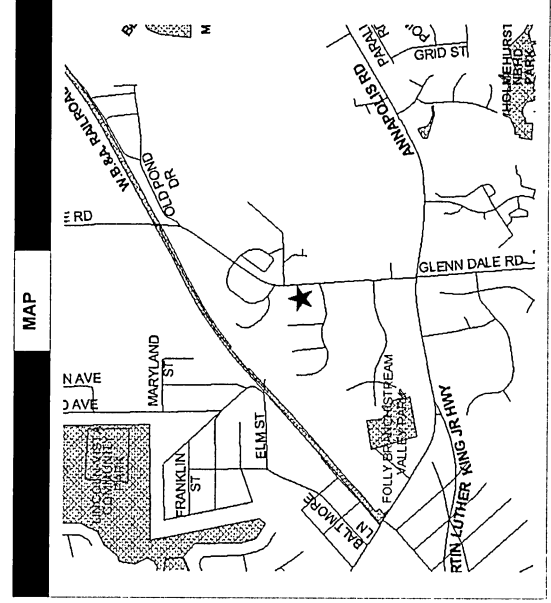 MAP
W.B.&A. RAILROAD
OLD POND
DR
E RD
ANNAPOLIS RD
GRID ST
HOLMEHURST
NBHD
PARK
GLENN DALE RD
MARYLAND
ST
N AVE
D AVE
LINCOLN VISTA
COMMUNITY
PARK
FRANKLIN
ST
ELM ST
BALTIMORE
LN
FOLLY BRANCH STREAM
VALLEY PARK
RTIN LUTHER KING JR HWY
M
PARALI